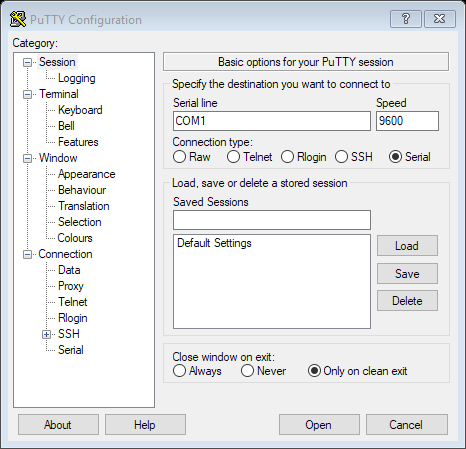 PuTTY Configuration
?
Category:
Session
Logging
Terminal
Keyboard
Bell
Features
Window
Appearance
Behaviour
Translation
Selection
Colours
Connection
Data
Proxy
Telnet
Rlogin
SSH
Serial
Basic options for your PuTTY session
Specify the destination you want to connect to
Serial line Speed
COM1 9600
Connection type:
Raw Telnet Rlogin SSH Serial
Load, save or delete a stored session
Saved Sessions
Default Settings
Load
Save
Delete
Close window on exit:
Always Never Only on clean exit
About Help Open Cancel